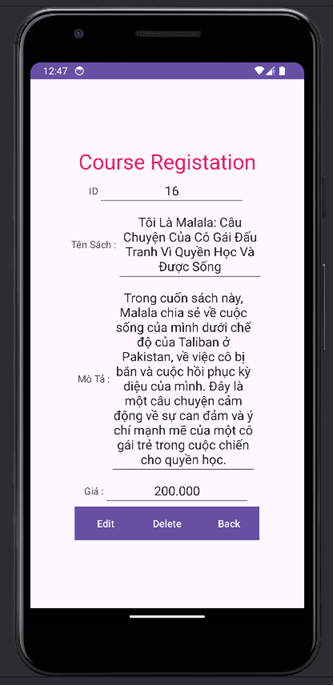 12:47
Course Registation
ID 16
Tên Sách : Tôi Là Malala: Câu
Chuyện Của Cô Gái Đấu
Tranh Vì Quyền Học Và
Được Sống
Trong cuốn sách này,
Malala chia sẻ về cuộc
sống của mình dưới chế
độ của Taliban ở
Pakistan, về việc cô bị
bắn và cuộc hồi phục kỳ
Mô Tả : diệu của mình. Đây là
một câu chuyện cảm
động về sự can đảm và ý
chí mạnh mẽ của một cô
gái trẻ trong cuộc chiến
cho quyền học.
Giá : 200.000
Edit Delete Back